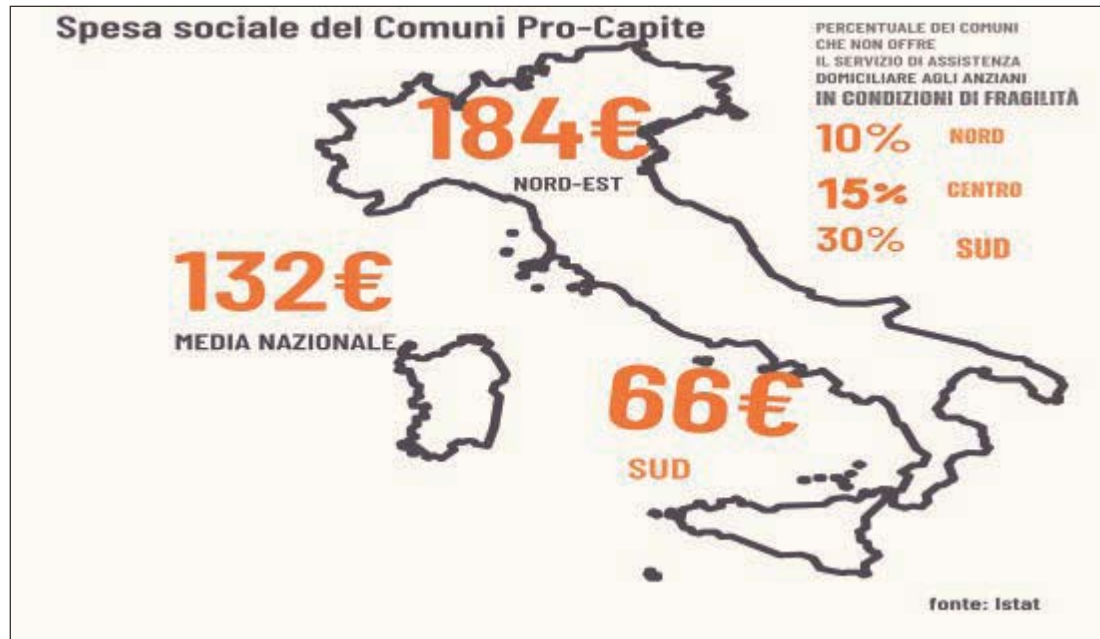 Spesa sociale del Comuni Pro-Capite
184€
NORD-EST
132€
MEDIA NAZIONALE
66€
SUD
PERCENTUALE DEI COMUNI
CHE NON OFFRE
IL SERVIZIO DI ASSISTENZA
DOMICILIARE AGLI ANZIANI
IN CONDIZIONI DI FRAGILITÀ
10% NORD
15% CENTRO
30% SUD
fonte: Istat